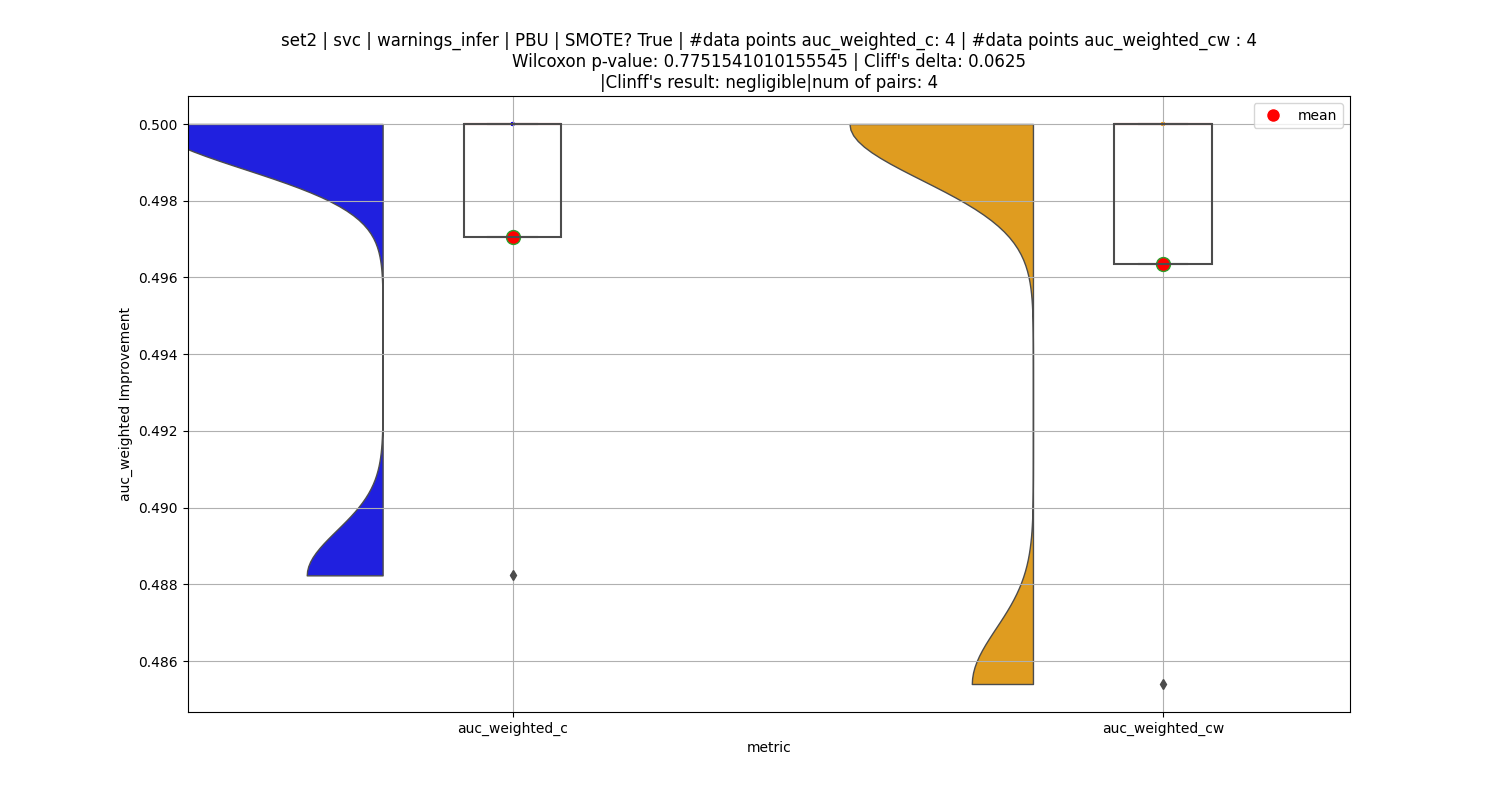 set2 | svc | warnings_infer | PBU | SMOTE? True | #data points auc_weighted_c: 4 | #data points auc_weighted_cw : 4
Wilcoxon p-value: 0.7751541010155545 | Cliff's delta: 0.0625
|Clinff's result: negligible|num of pairs: 4
mean
0.500
0.498
0.496
0.494
0.492
0.490
0.488
0.486
auc_weighted Improvement
auc_weighted_c
auc_weighted_cw
metric